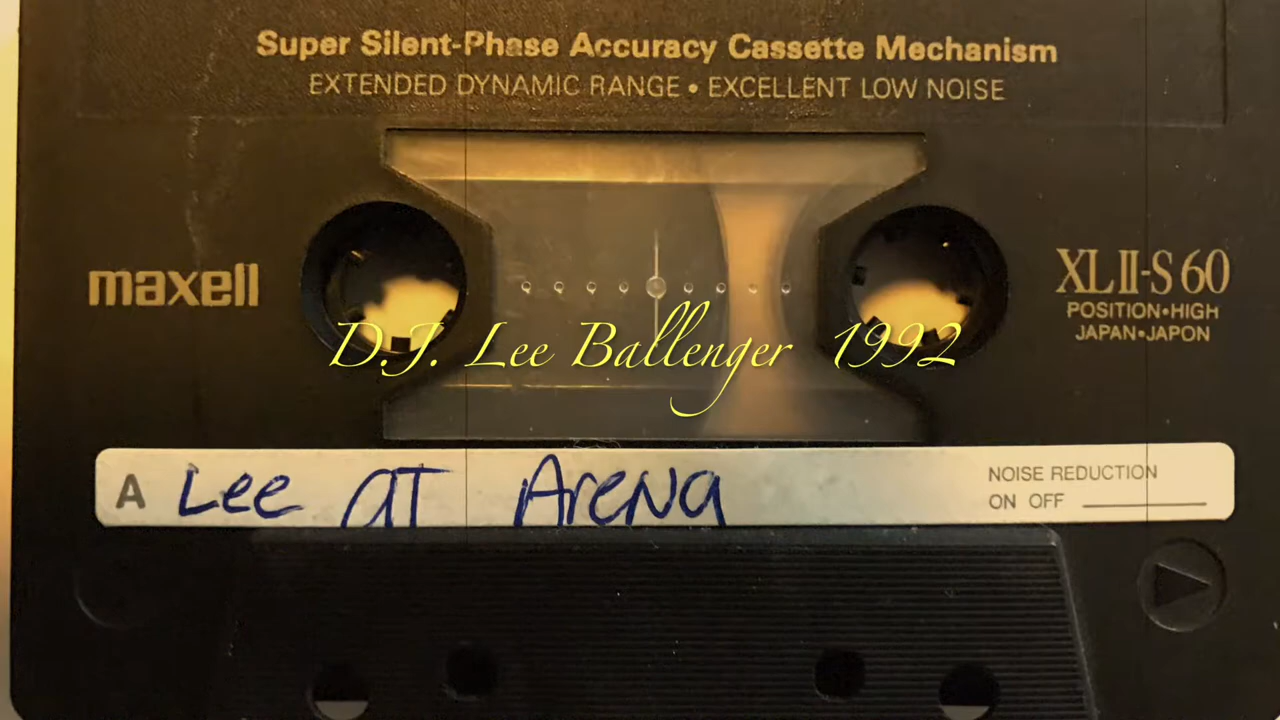 Super Silent-Phase Accuracy Cassette Mechanism
EXTENDED DYNAMIC RANGE • EXCELLENT LOW NOISE
maxell
XLII-S 60
POSITION•HIGH
JAPAN•JAPON
D.J. Lee Ballenger 1992
A Lee aT AreNa
NOISE REDUCTION
ON OFF